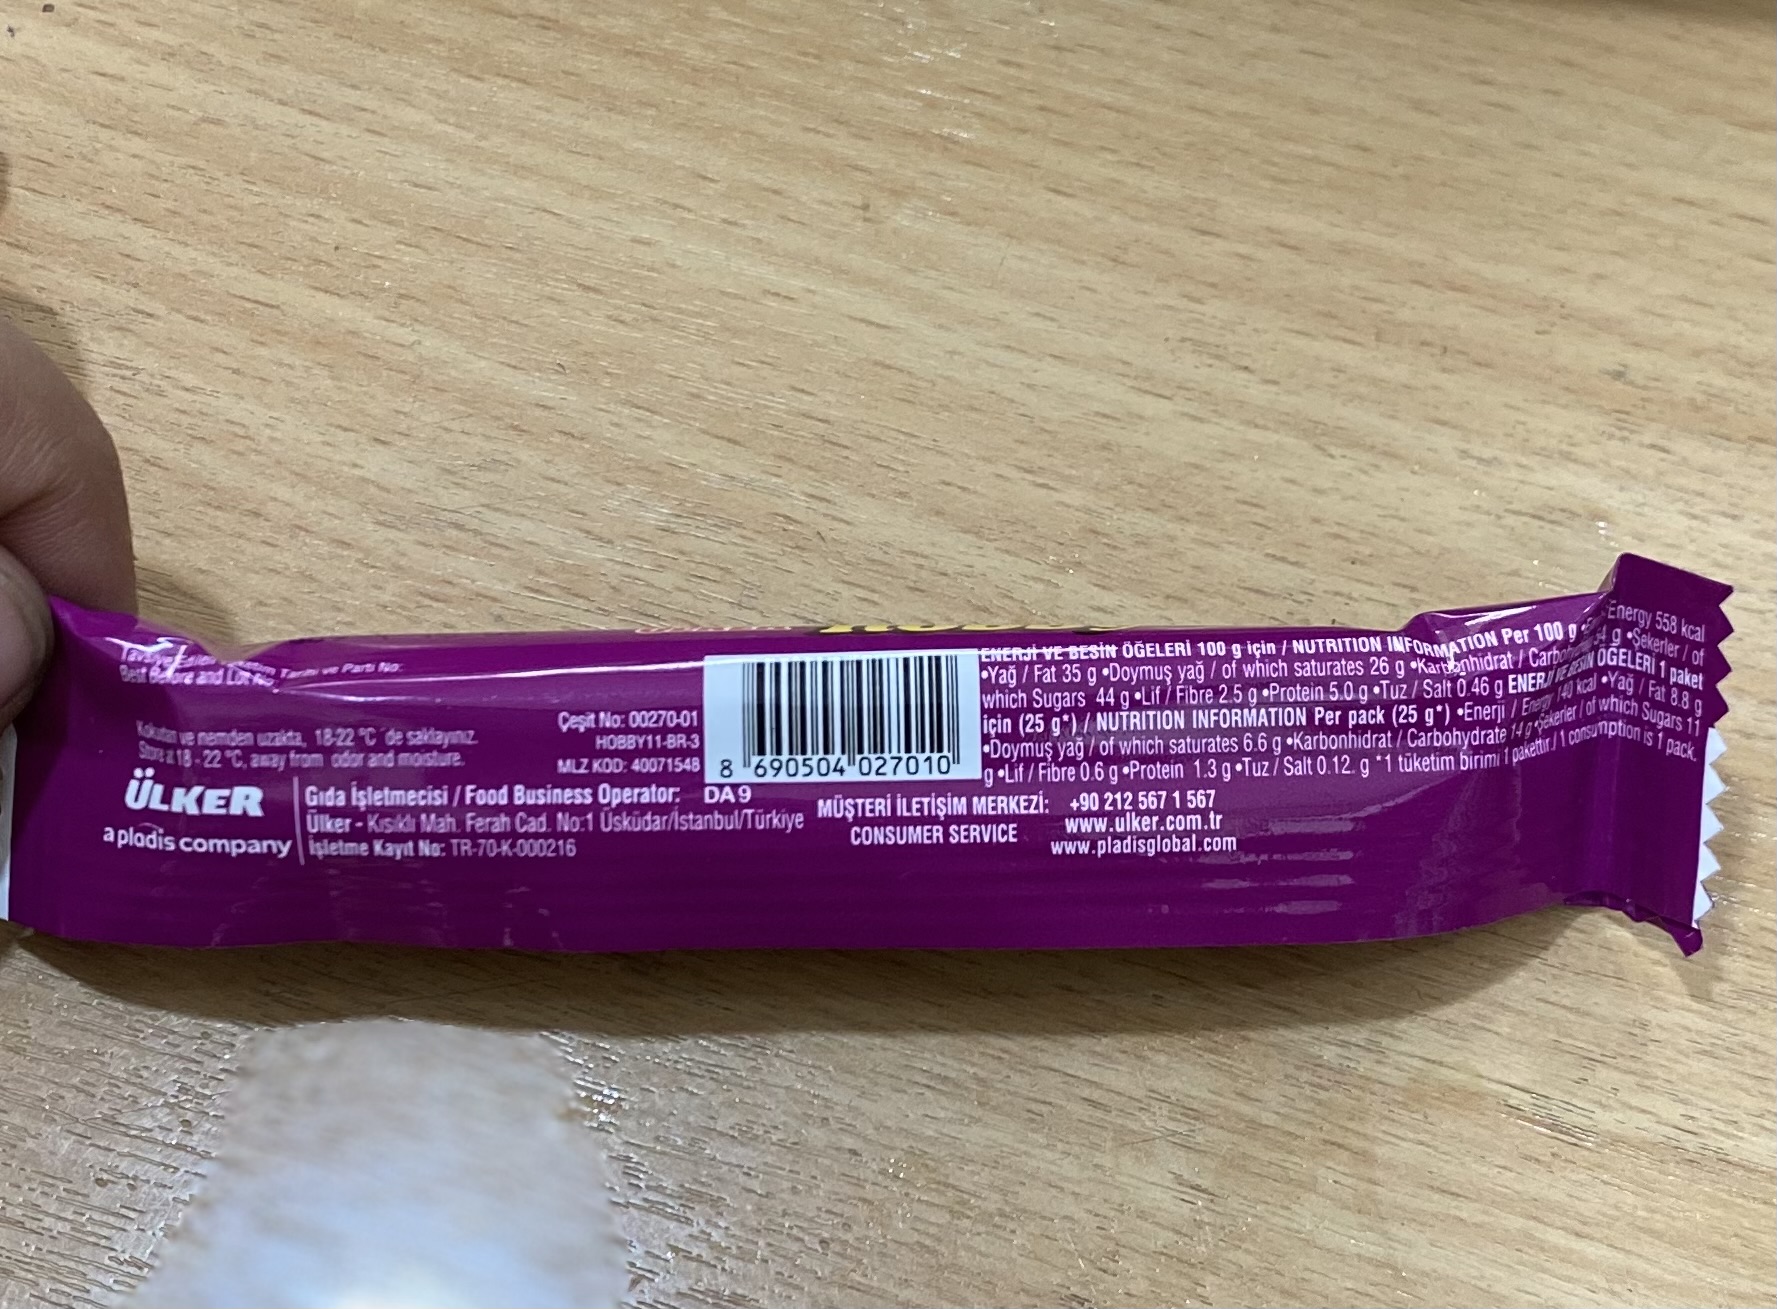 Tarihi ve Parti No:
Best Before and Lot No
Kokudan ve nemden uzakta, 18-22 °C de saklayınız.
Store at 18 - 22 °C, away from odor and moisture.
ÜLKER
a pladis company
Gıda İşletmecisi / Food Business Operator:
Ülker - Kısıklı Mah. Ferah Cad. No:1 Üsküdar/İstanbul/Türkiye
İşletme Kayıt No: TR-70-K-000216
Çeşit No: 00270-01
HOBBY11-BR-3
MLZ KOD: 40071548
8 690504 027010
DA9
ENERJİ VE BESİN ÖĞELERİ 100 g için / NUTRITION INFORMATION Per 100 g Energy 558 kcal
•Yağ / Fat 35 g •Doymuş yağ / of which saturates 26 g •Karbonhidrat / g •Şekerler / of
which Sugars 44 g •Lif / Fibre 2.5 g •Protein 5.0 g •Tuz / Salt 0.46 g ENERJİ VE BESİN ÖĞELERİ 1 paket
için (25 g*) / NUTRITION INFORMATION Per pack (25 g*) •Enerji / Energy 140 kcal •Yağ / Fat 8.8 g
•Doymuş yağ / of which saturates 6.6 g •Karbonhidrat / Carbohydrate 14 g •Şekerler / of which Sugars 11
g •Lif / Fibre 0.6 g •Protein 1.3 g •Tuz / Salt 0.12. g *1 tüketim birimi 1 pakettir./ 1 consumption is 1 pack.
MÜŞTERİ İLETİŞİM MERKEZİ: +90 212 567 1 567
CONSUMER SERVICE
www.ulker.com.tr
www.pladisglobal.com